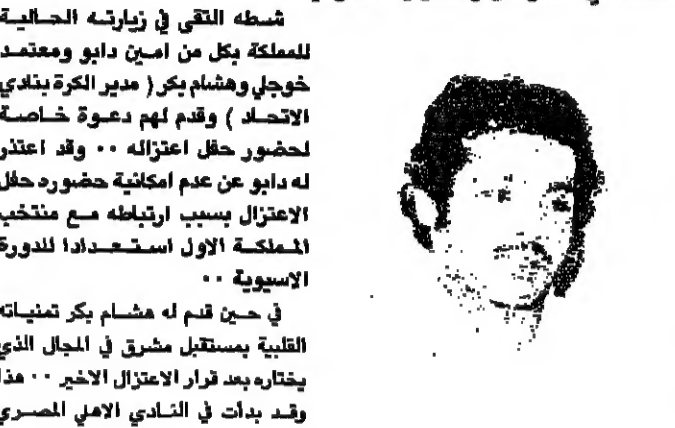 شطه التقى في زيارته الحالية
للمملكة بكل من امين دابو ومعتمد
خوجلي وهشام بكر ( مدير الكرة بنادي
الاتحاد ) وقدم لهم دعوة خاصة
لحضور حفل اعتزاله ٠٠ وقد اعتذر
له دابو عن عدم امكانية حضوره حفل
الاعتزال بسبب ارتباطه مع منتخب
المملكة الاول استعدادا للدورة
الاسيوية ٠٠
في حين قدم له هشام بكر تمنياته
القلبية بمستقبل مشرق في المجال الذي
يختاره بعد قرار الاعتزال الاخير ٠٠ هذا
وقد بدأت في النادي الاهلي المصري